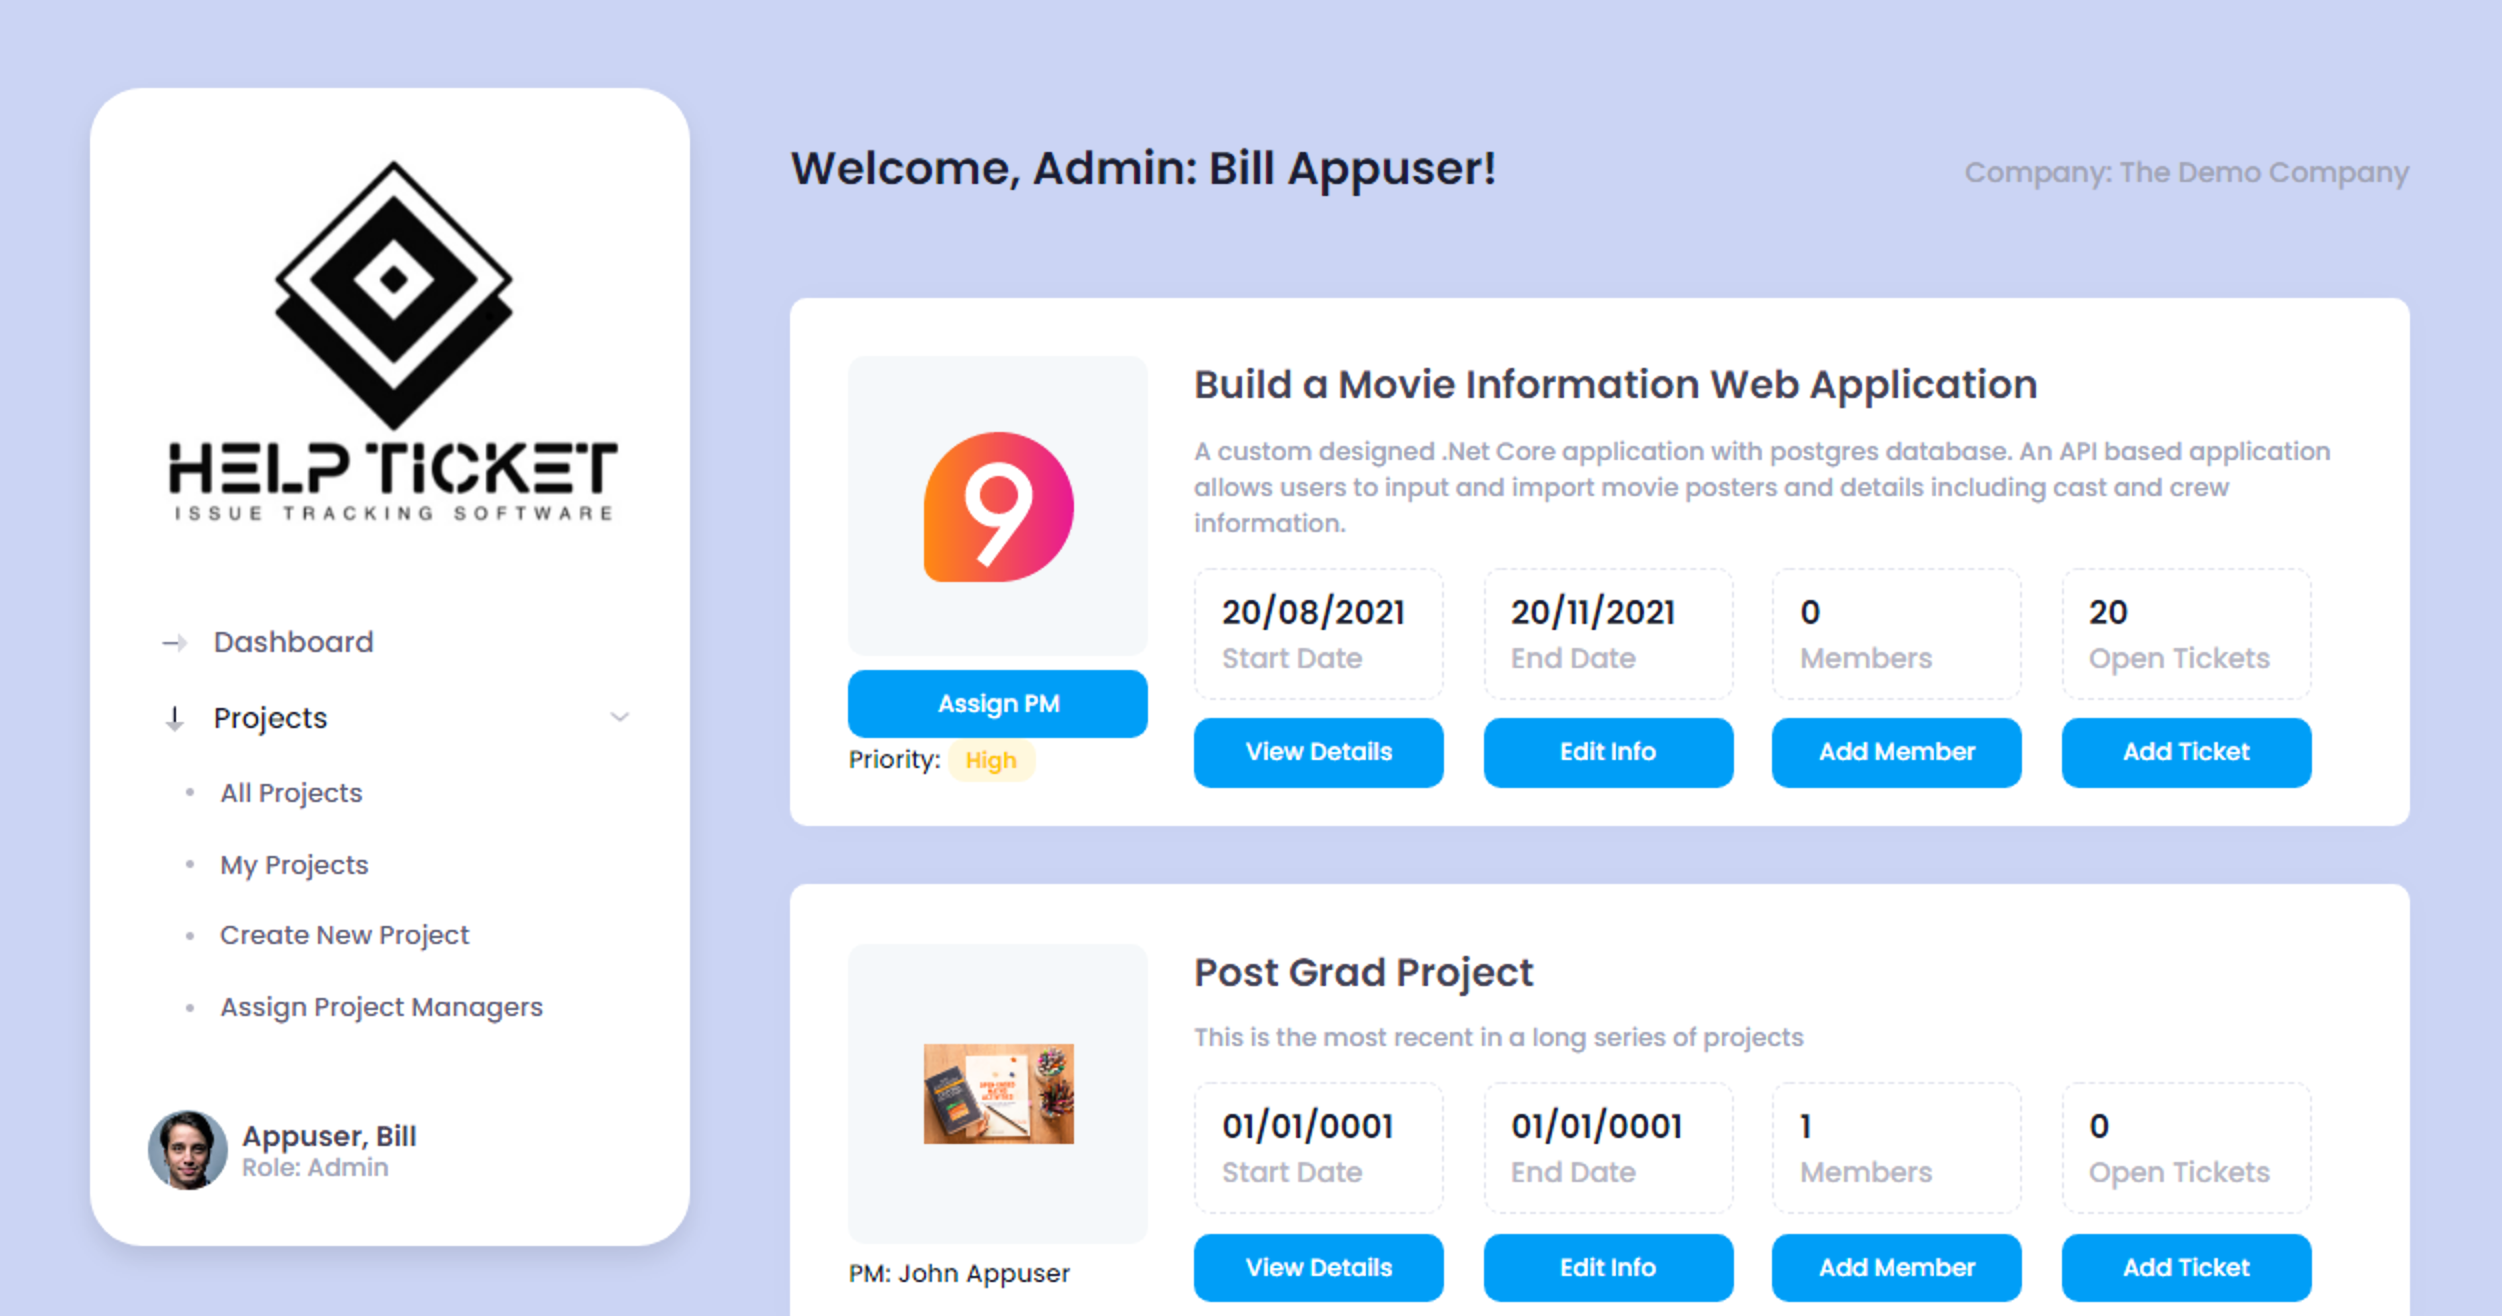 HELP TiCKET
ISSUE TRACKING SOFTWARE
Dashboard
Projects
All Projects
My Projects
Create New Project
Assign Project Managers
Appuser, Bill
Role: Admin
Welcome, Admin: Bill Appuser!
Company: The Demo Company
9
Assign PM
Priority: High
Build a Movie Information Web Application
A custom designed .Net Core application with postgres database. An API based application
allows users to input and import movie posters and details including cast and crew
information.
20/08/2021 20/11/2021 0 20
Start Date End Date Members Open Tickets
View Details Edit Info Add Member Add Ticket
PM: John Appuser
Post Grad Project
This is the most recent in a long series of projects
01/01/0001 01/01/0001 1 0
Start Date End Date Members Open Tickets
View Details Edit Info Add Member Add Ticket